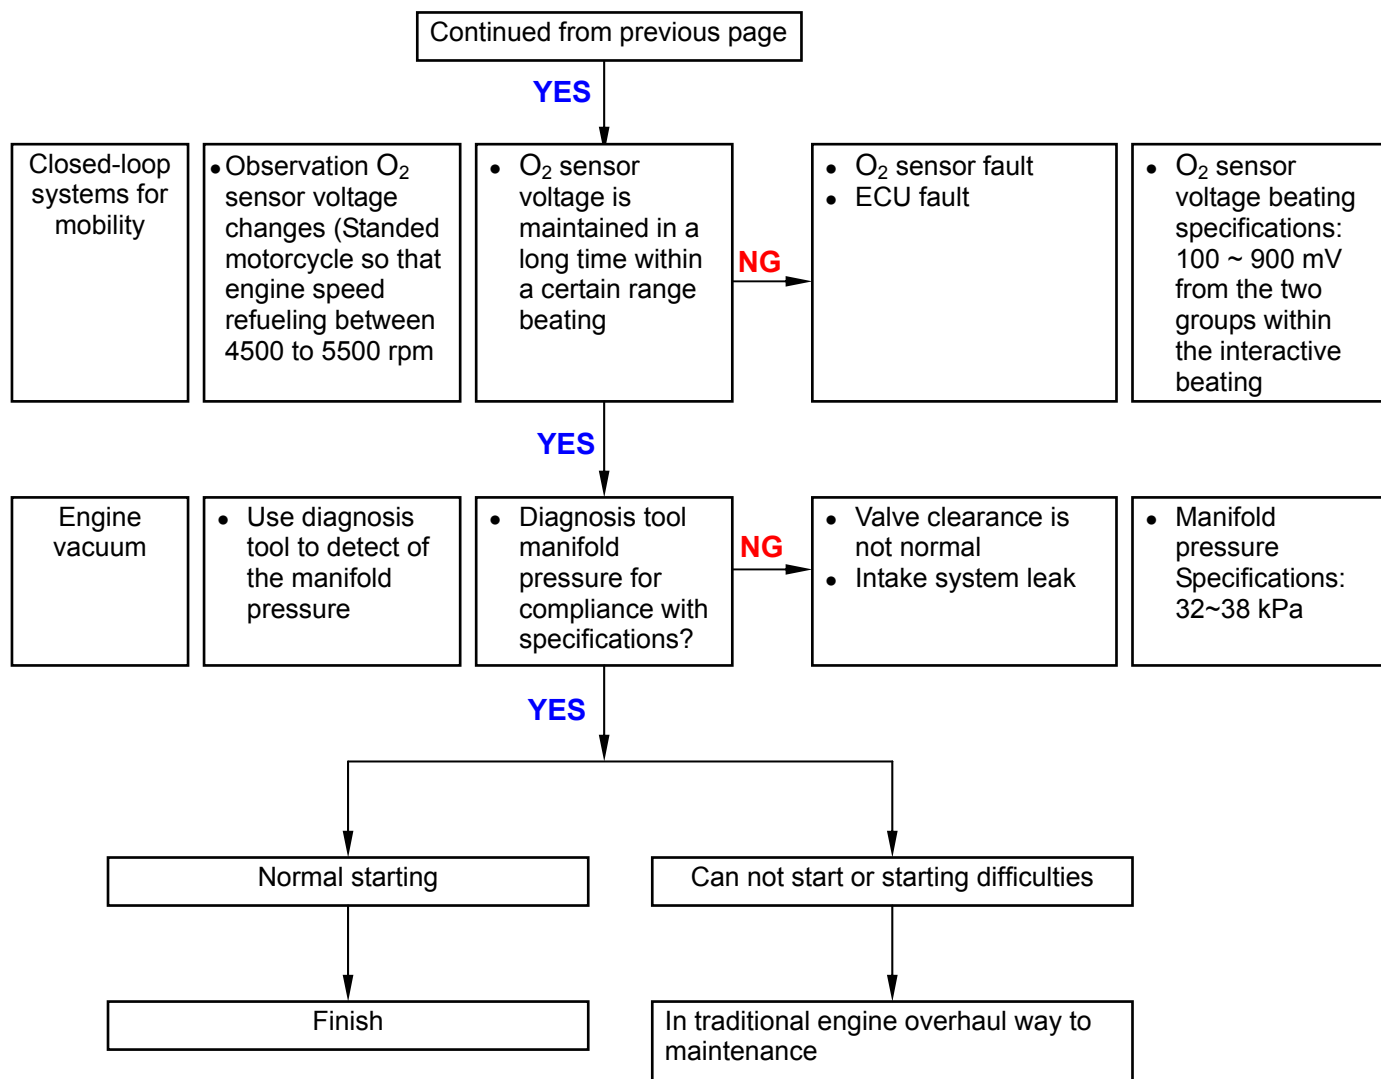 Continued from previous page
YES
Closed-loop
systems for
mobility
• Observation O₂
sensor voltage
changes (Standed
motorcycle so that
engine speed
refueling between
4500 to 5500 rpm
• O₂ sensor
voltage is
maintained in a
long time within
a certain range
beating
NG
• O₂ sensor fault
• ECU fault
• O₂ sensor
voltage beating
specifications:
100 ~ 900 mV
from the two
groups within
the interactive
beating
YES
Engine
vacuum
• Use diagnosis
tool to detect of
the manifold
pressure
• Diagnosis tool
manifold
pressure for
compliance with
specifications?
NG
• Valve clearance is
not normal
• Intake system leak
• Manifold
pressure
Specifications:
32~38 kPa
YES
Normal starting
Can not start or starting difficulties
Finish
In traditional engine overhaul way to
maintenance